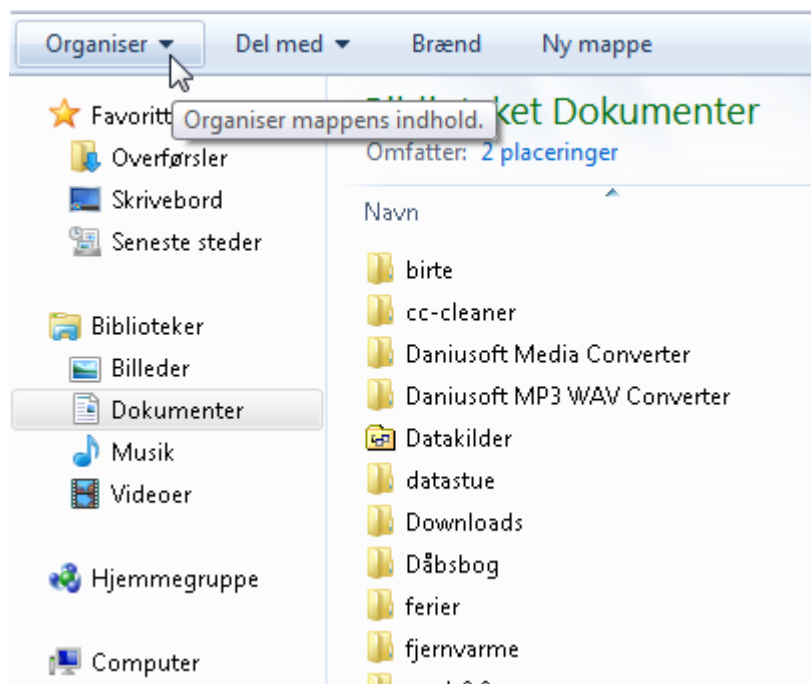 Organiser Del med Brænd Ny mappe
Organiser mappens indhold.
Favoritt
Overførsler
Skrivebord
Seneste steder
Biblioteker
Billeder
Dokumenter
Musik
Videoer
Hjemmegruppe
Computer
Dokumenter
Omfatter: 2 placeringer
Navn
birte
cc-cleaner
Daniusoft Media Converter
Daniusoft MP3 WAV Converter
Datakilder
datastue
Downloads
Dåbsbog
ferier
fjernvarme